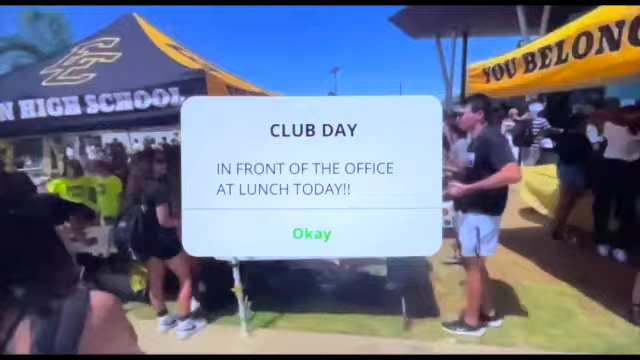 N HIGH SCHOOL
YOU BELONG
CLUB DAY
IN FRONT OF THE OFFICE
AT LUNCH TODAY!!
Okay